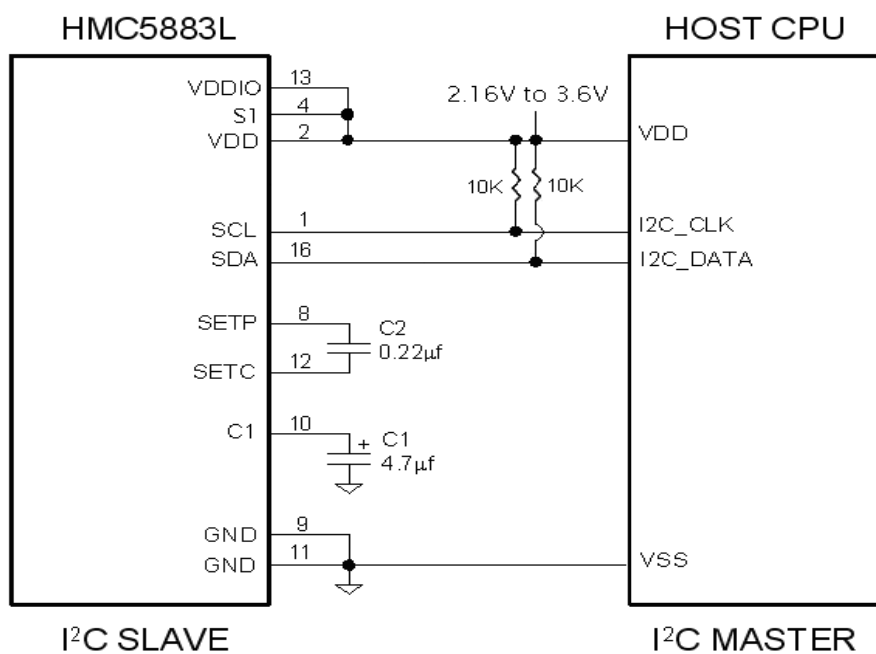 HMC5883L
HOST CPU
VDDIO 13
S1 4
VDD 2
2.16V to 3.6V
VDD
10K 10K
SCL 1
I2C_CLK
SDA 16
I2C_DATA
SETP 8
C2
0.22µf
SETC 12
C1 10
+ C1
4.7µf
GND 9
GND 11
VSS
I²C SLAVE
I²C MASTER